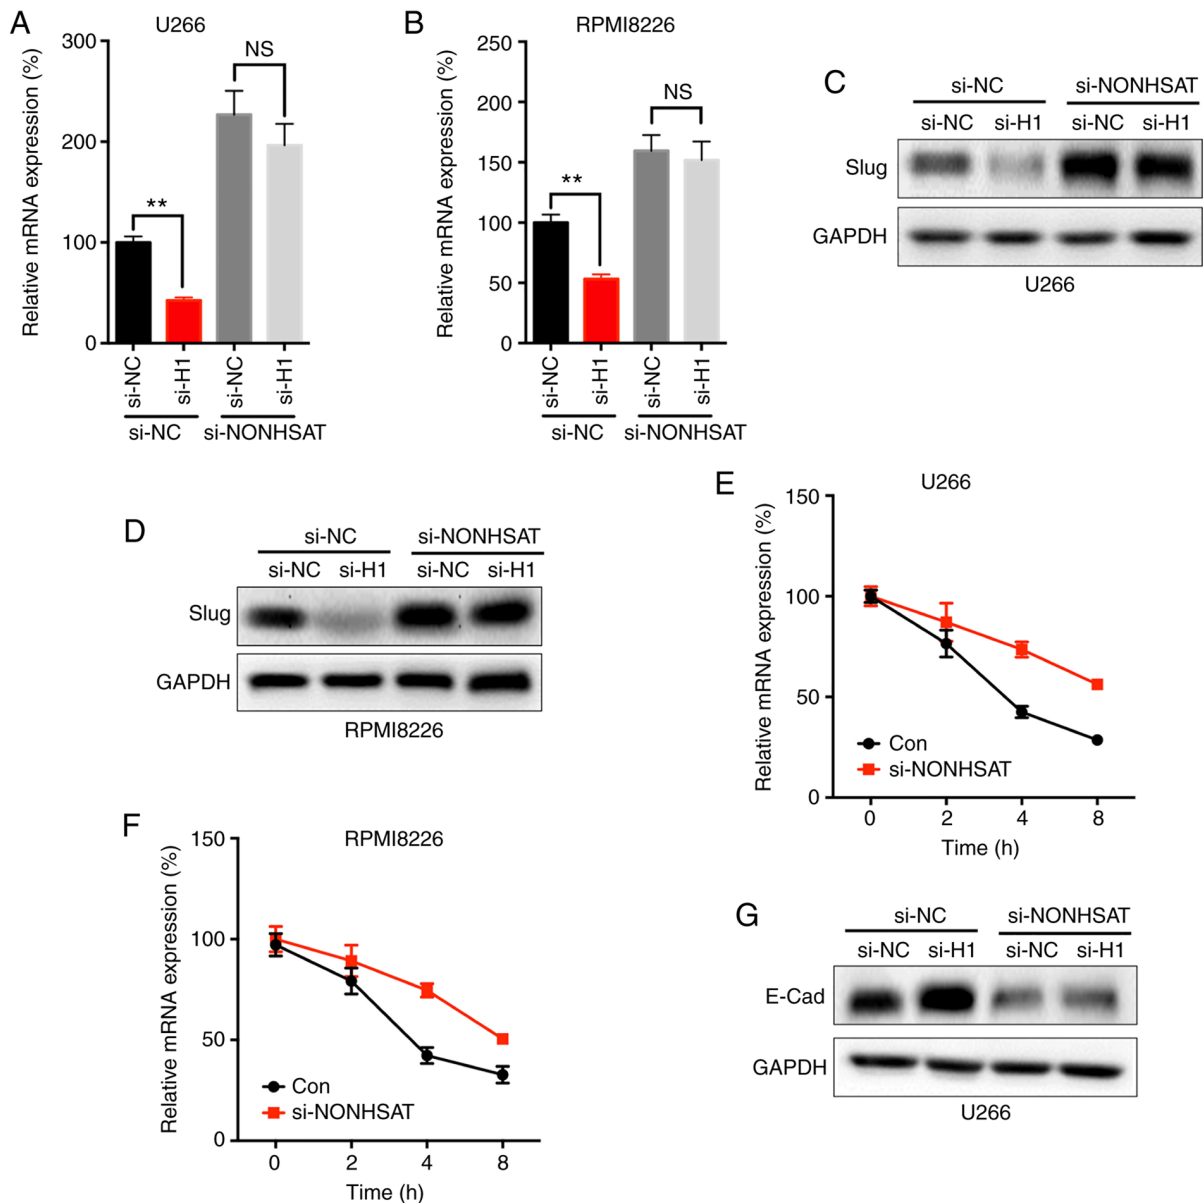 A
U266
Relative mRNA expression (%)
300
200
100
0
**
NS
si-NC
si-H1
si-NC
si-H1
si-NC
si-NONHSAT
B
RPMI8226
Relative mRNA expression (%)
250
200
150
100
50
0
**
NS
si-NC
si-H1
si-NC
si-H1
si-NC
si-NONHSAT
C
si-NC si-NONHSAT
si-NC si-H1 si-NC si-H1
Slug
GAPDH
U266
D
si-NC si-NONHSAT
si-NC si-H1 si-NC si-H1
Slug
GAPDH
RPMI8226
E
U266
Relative mRNA expression (%)
150
100
50
0
Con
si-NONHSAT
0 2 4 8
Time (h)
F
RPMI8226
Relative mRNA expression (%)
150
100
50
0
Con
si-NONHSAT
0 2 4 8
Time (h)
G
si-NC si-NONHSAT
si-NC si-H1 si-NC si-H1
E-Cad
GAPDH
U266